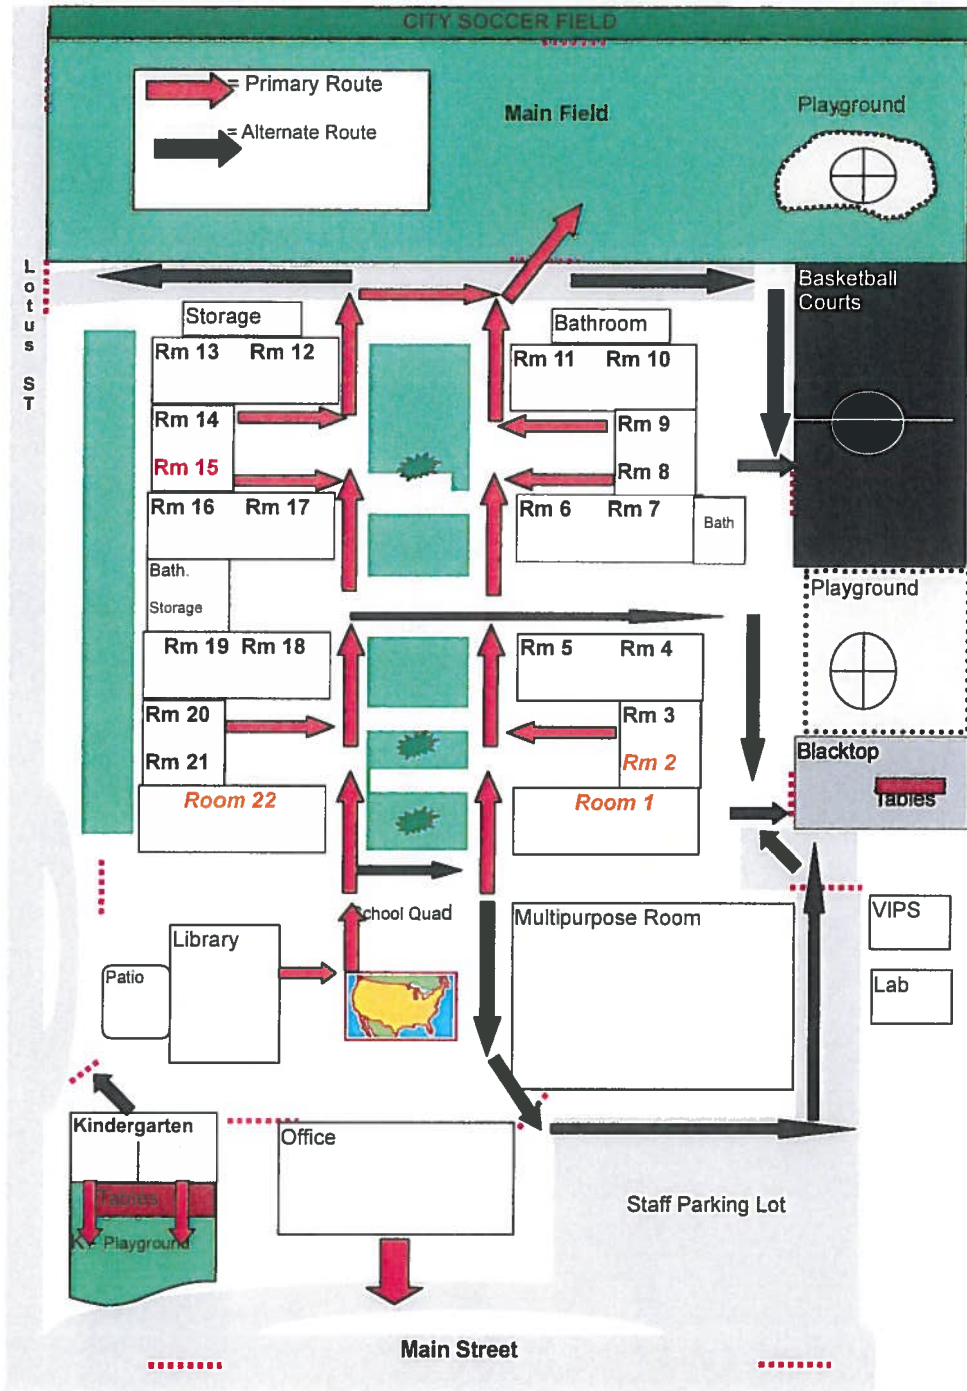 CITY SOCCER FIELD
= Primary Route
= Alternate Route
Main Field
Playground
Lotus ST
Basketball
Courts
Storage
Bathroom
Rm 13 Rm 12
Rm 11 Rm 10
Rm 14
Rm 9
Rm 15
Rm 8
Rm 16 Rm 17
Rm 6 Rm 7
Bath
Bath.
Storage
Playground
Rm 19 Rm 18
Rm 5 Rm 4
Rm 20
Rm 3
Rm 21
Rm 2
Blacktop
Tables
Room 22
Room 1
School Quad
Multipurpose Room
VIPS
Library
Patio
Lab
Kindergarten
Office
Tables
K- Playground
Staff Parking Lot
Main Street